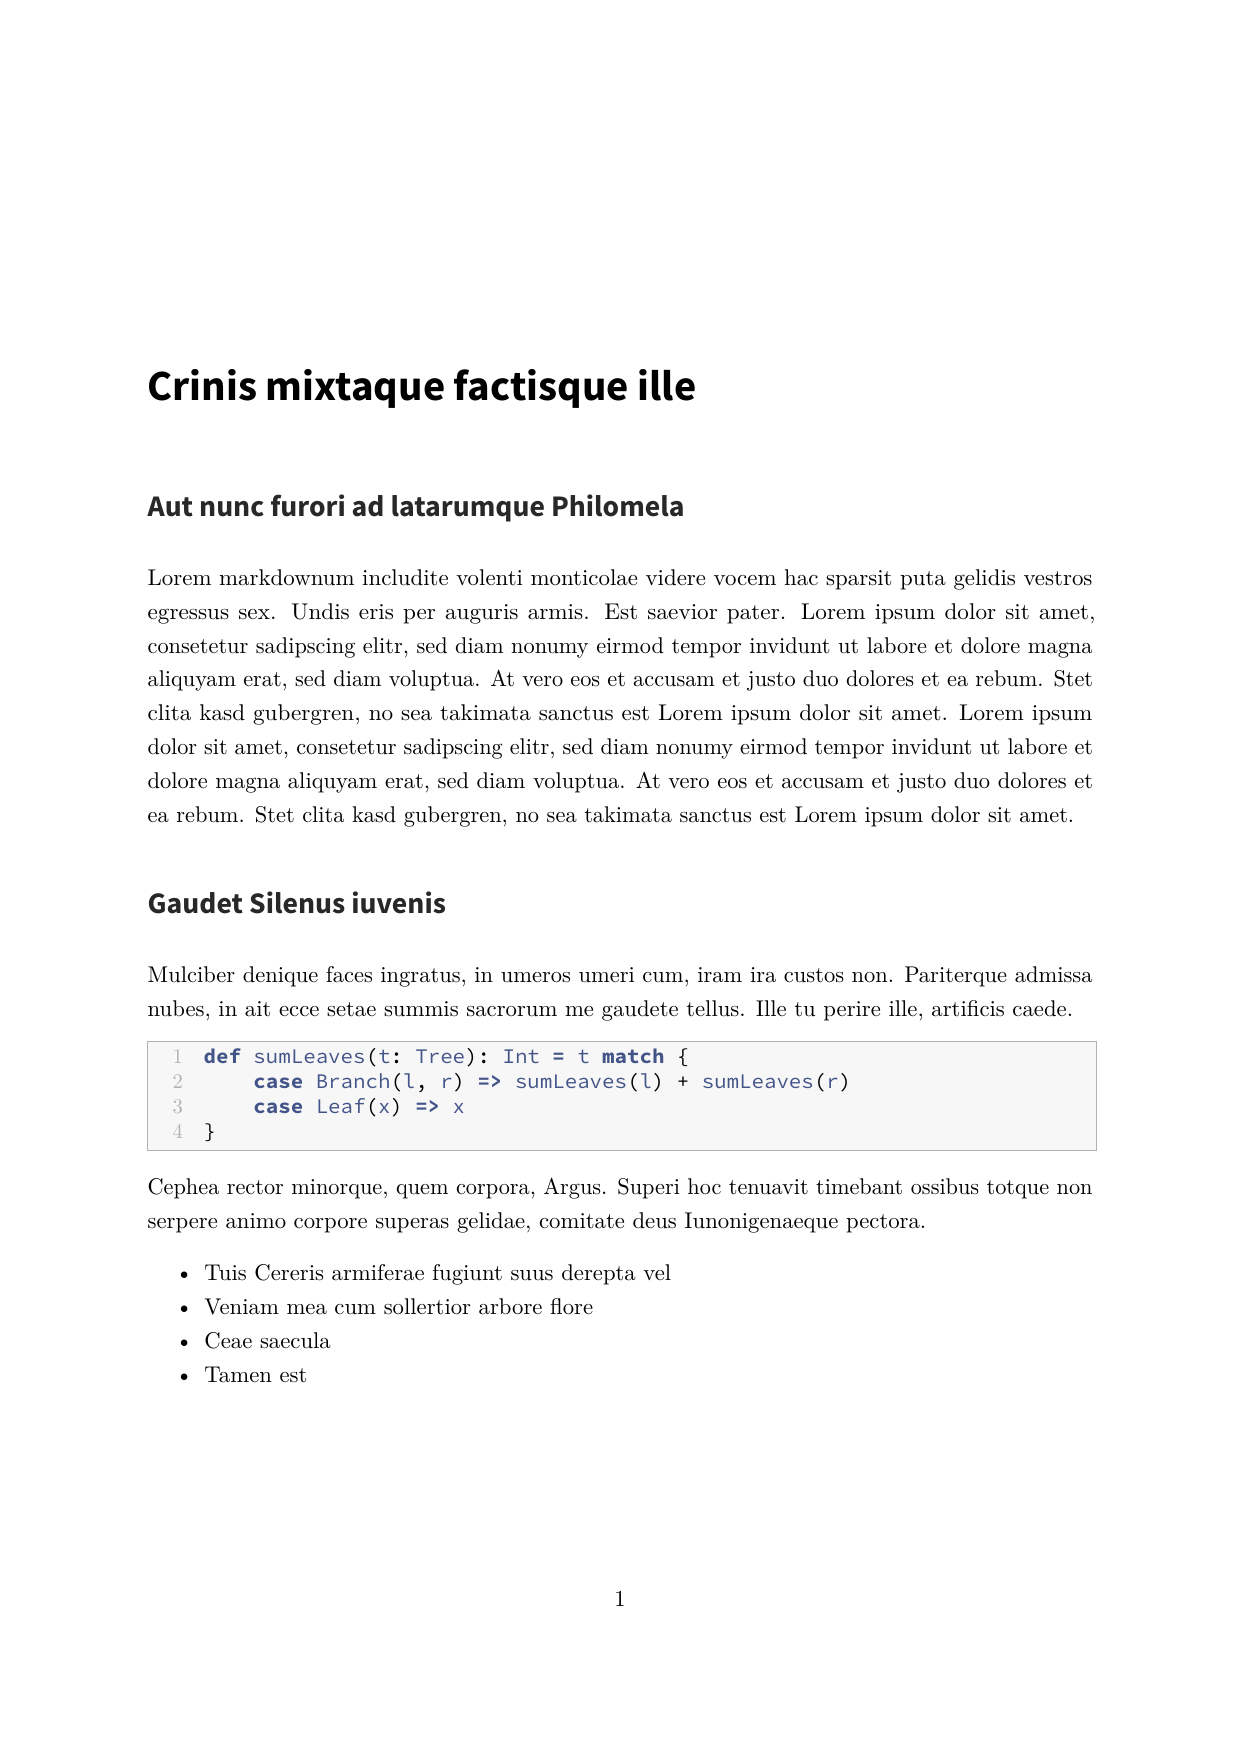 Crinis mixtaque factisque ille
Aut nunc furori ad latarumque Philomela
Lorem markdownum includite volenti monticolae videre vocem hac sparsit puta gelidis vestros
egressus sex. Undis eris per auguris armis. Est saevior pater. Lorem ipsum dolor sit amet,
consetetur sadipscing elitr, sed diam nonumy eirmod tempor invidunt ut labore et dolore magna
aliquyam erat, sed diam voluptua. At vero eos et accusam et justo duo dolores et ea rebum. Stet
clita kasd gubergren, no sea takimata sanctus est Lorem ipsum dolor sit amet. Lorem ipsum
dolor sit amet, consetetur sadipscing elitr, sed diam nonumy eirmod tempor invidunt ut labore et
dolore magna aliquyam erat, sed diam voluptua. At vero eos et accusam et justo duo dolores et
ea rebum. Stet clita kasd gubergren, no sea takimata sanctus est Lorem ipsum dolor sit amet.
Gaudet Silenus iuvenis
Mulciber denique faces ingratus, in umeros umeri cum, iram ira custos non. Pariterque admissa
nubes, in ait ecce setae summis sacrorum me gaudete tellus. Ille tu perire ille, artificis caede.
1 def sumLeaves(t: Tree): Int = t match {
2     case Branch(l, r) => sumLeaves(l) + sumLeaves(r)
3     case Leaf(x) => x
4 }
Cephea rector minorque, quem corpora, Argus. Superi hoc tenuavit timebant ossibus totque non
serpere animo corpore superas gelidae, comitate deus Iunonigenaeque pectora.
• Tuis Cereris armiferae fugiunt suus derepta vel
• Veniam mea cum sollertior arbore flore
• Ceae saecula
• Tamen est
1